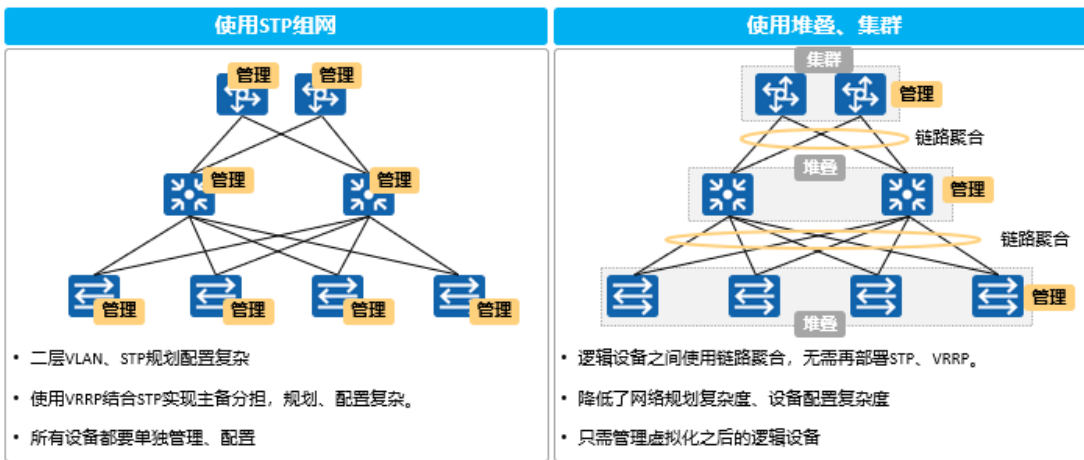 使用STP组网
管理 管理
管理 管理
管理 管理 管理 管理
• 二层VLAN、STP规划配置复杂
• 使用VRRP结合STP实现主备分担，规划、配置复杂。
• 所有设备都要单独管理、配置
使用堆叠、集群
集群
管理
链路聚合
堆叠
管理
链路聚合
管理
堆叠
• 逻辑设备之间使用链路聚合，无需再部署STP、VRRP。
• 降低了网络规划复杂度、设备配置复杂度
• 只需管理虚拟化之后的逻辑设备